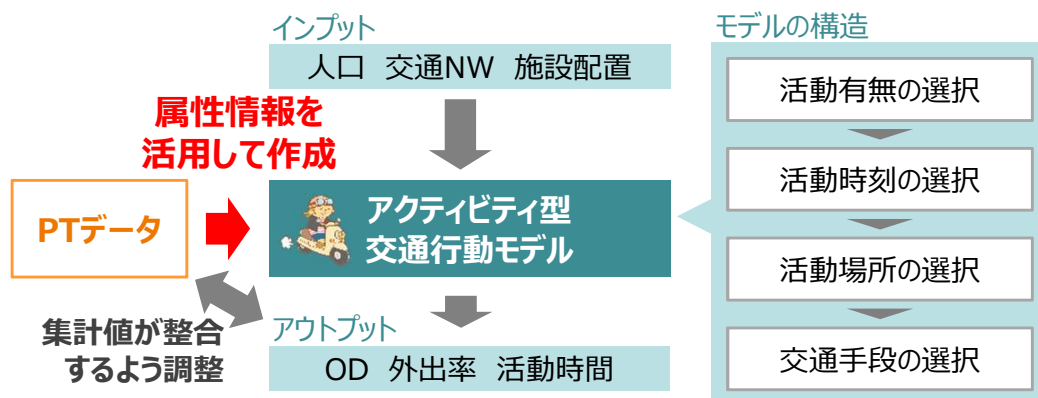 インプット
人口 交通NW 施設配置
属性情報を
活用して作成
PTデータ
アクティビティ型
交通行動モデル
集計値が整合
するよう調整
アウトプット
OD 外出率 活動時間
モデルの構造
活動有無の選択
活動時刻の選択
活動場所の選択
交通手段の選択